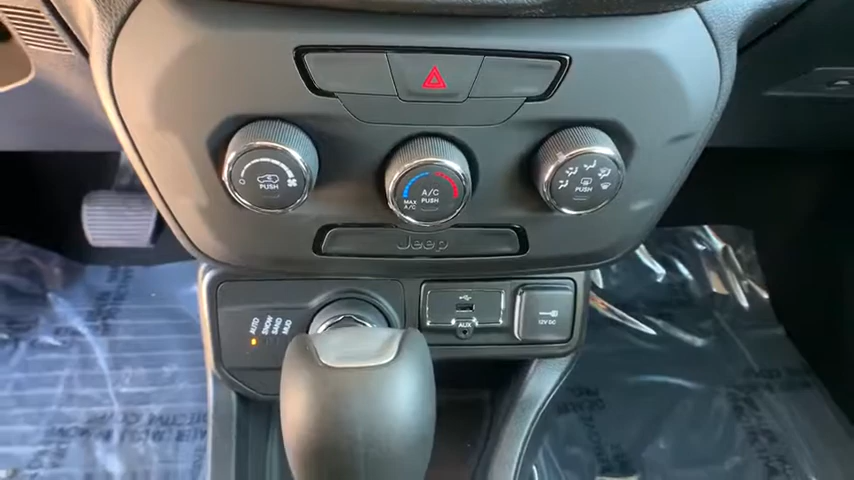 PUSH
MAX
A/C
A/C
PUSH
PUSH
Jeep
AUTO
SNOW
SAND
MUD
AUX
12V DC